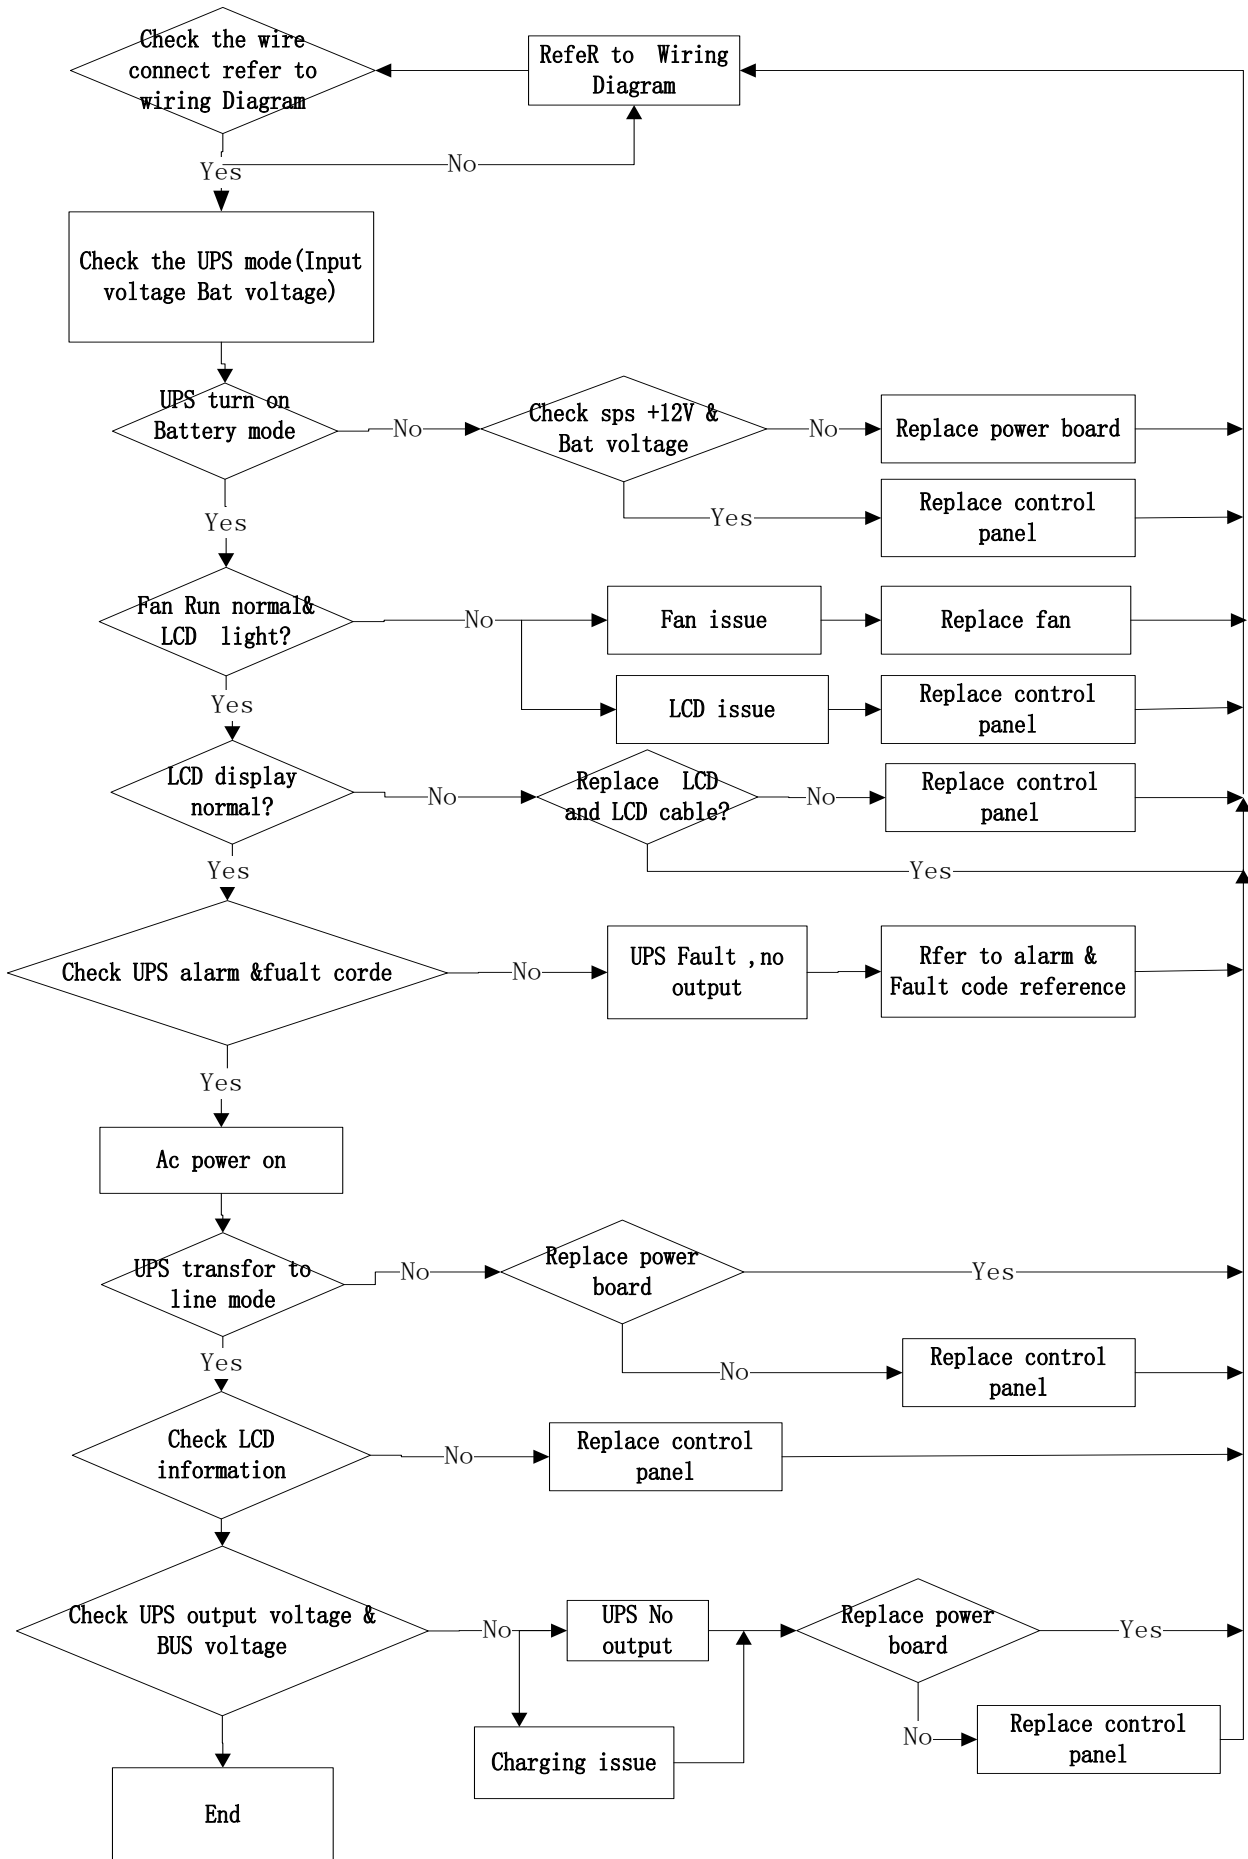 Check the wire
connect refer to
wiring Diagram
RefeR to Wiring
Diagram
No
Yes
Check the UPS mode(Input
voltage Bat voltage)
UPS turn on
Battery mode
No
Check sps +12V &
Bat voltage
No
Replace power board
Yes
Replace control
panel
Yes
Fan Run normal&
LCD light?
No
Fan issue
Replace fan
LCD issue
Replace control
panel
Yes
LCD display
normal?
No
Replace LCD
and LCD cable?
No
Replace control
panel
Yes
Yes
Check UPS alarm &fualt corde
No
UPS Fault ,no
output
Rfer to alarm &
Fault code reference
Yes
Ac power on
UPS transfor to
line mode
No
Replace power
board
Yes
No
Replace control
panel
Yes
Check LCD
information
No
Replace control
panel
Check UPS output voltage &
BUS voltage
No
UPS No
output
Replace power
board
Yes
Charging issue
No
Replace control
panel
End